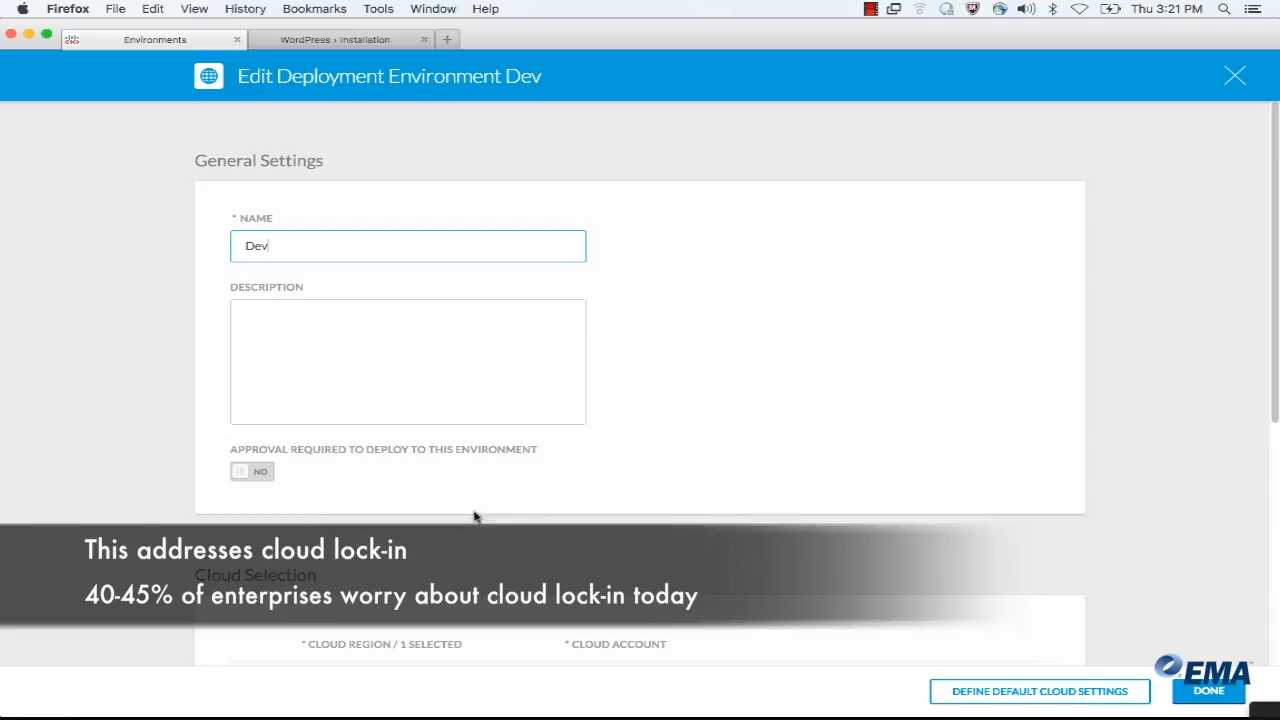 Firefox File Edit View History Bookmarks Tools Window Help Thu 3:21 PM
Environments WordPress › Installation
Edit Deployment Environment Dev
General Settings
* NAME
Dev
DESCRIPTION
APPROVAL REQUIRED TO DEPLOY TO THIS ENVIRONMENT
NO
This addresses cloud lock-in
Cloud Selection
40-45% of enterprises worry about cloud lock-in today
* CLOUD REGION / 1 SELECTED * CLOUD ACCOUNT
EMA
DEFINE DEFAULT CLOUD SETTINGS DONE